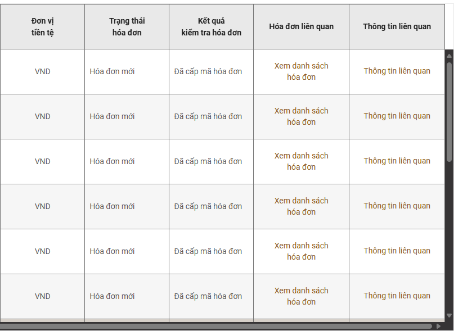 Đơn vị
tiền tệ
Trạng thái
hóa đơn
Kết quả
kiểm tra hóa đơn
Hóa đơn liên quan
Thông tin liên quan
VND
Hóa đơn mới
Đã cấp mã hóa đơn
Xem danh sách
hóa đơn
Thông tin liên quan
VND
Hóa đơn mới
Đã cấp mã hóa đơn
Xem danh sách
hóa đơn
Thông tin liên quan
VND
Hóa đơn mới
Đã cấp mã hóa đơn
Xem danh sách
hóa đơn
Thông tin liên quan
VND
Hóa đơn mới
Đã cấp mã hóa đơn
Xem danh sách
hóa đơn
Thông tin liên quan
VND
Hóa đơn mới
Đã cấp mã hóa đơn
Xem danh sách
hóa đơn
Thông tin liên quan
VND
Hóa đơn mới
Đã cấp mã hóa đơn
Xem danh sách
hóa đơn
Thông tin liên quan